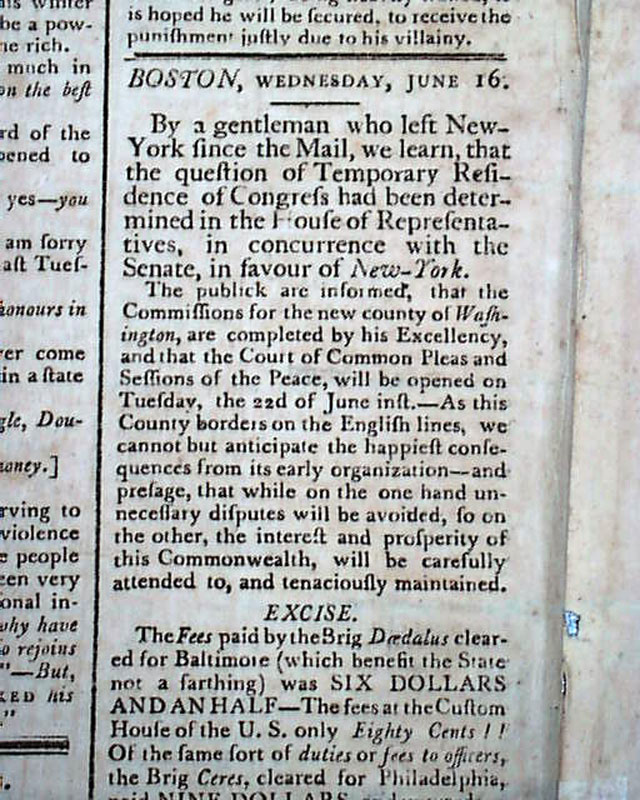 winter
be a pow-
he rich.
much in
on the beſt
rd of the
pened to
yes—you
am ſorry
aſt Tueſ-
honours in
ver come
in a ſtate
gle, Dou-
money.]
rving to
violence
e people
een very
onal in-
why have
o rejoins
"—But,
KED his
"
is hoped he will be ſecured, to receive the
puniſhment juſtly due to his villainy.
BOSTON, WEDNESDAY, JUNE 16.
By a gentleman who left New-
York ſince the Mail, we learn, that
the queſtion of Temporary Reſi-
dence of Congreſs had been deter-
mined in the Houſe of Repreſenta-
tives, in concurrence with the
Senate, in favour of New-York.
The publick are informed, that the
Commiſſions for the new county of Waſh-
ington, are completed by his Excellency,
and that the Court of Common Pleas and
Seſſions of the Peace, will be opened on
Tueſday, the 22d of June inſt.—As this
County borders on the Engliſh lines, we
cannot but anticipate the happieſt conſe-
quences from its early organization—and
preſage, that while on the one hand un-
neceſſary diſputes will be avoided, ſo on
the other, the intereſt and proſperity of
this Commonwealth, will be carefully
attended to, and tenaciouſly maintained.
EXCISE.
The Fees paid by the Brig Dædalus clear-
ed for Baltimore (which benefit the State
not a farthing) was SIX DOLLARS
AND AN HALF—The fees at the Cuſtom
Houſe of the U. S. only Eighty Cents ! !
Of the ſame ſort of duties or fees to officers,
the Brig Ceres, cleared for Philadelphia,
paid NINE DOLLARS